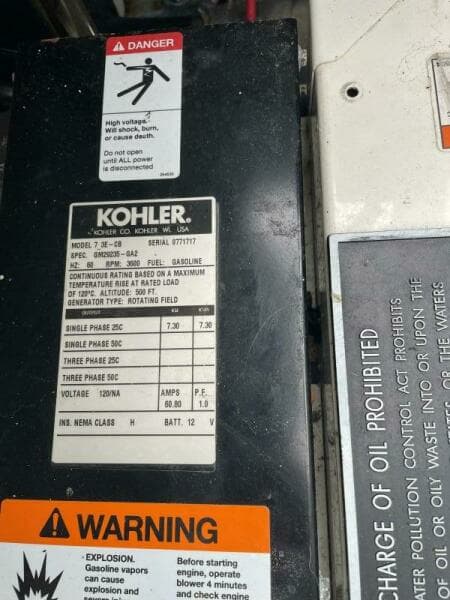 DANGER
High voltage.
Will shock, burn,
or cause death.
Do not open
until ALL power
is disconnected
KOHLER.
KOHLER CO. KOHLER WI. USA
MODEL 7 3E-CB SERIAL 0771717
SPEC. GM29235-GA2
HZ: 60 RPM: 3600 FUEL: GASOLINE
CONTINUOUS RATING BASED ON A MAXIMUM
TEMPERATURE RISE AT RATED LOAD
OF 120°C. ALTITUDE: 500 FT.
GENERATOR TYPE: ROTATING FIELD
OUTPUT KW KVA
SINGLE PHASE 25C 7.30 7.30
SINGLE PHASE 50C
THREE PHASE 25C
THREE PHASE 50C
VOLTAGE 120/NA AMPS P.F.
60.80 1.0
INS. NEMA CLASS H BATT. 12 V
WARNING
EXPLOSION.
Gasoline vapors
can cause
explosion and
Before starting
engine, operate
blower 4 minutes
and check engine
CHARGE OF OIL PROHIBITED
ATER POLLUTION CONTROL ACT PROHIBITS
OF OIL OR OILY WASTE INTO OR UPON THE
OR THE WATERS